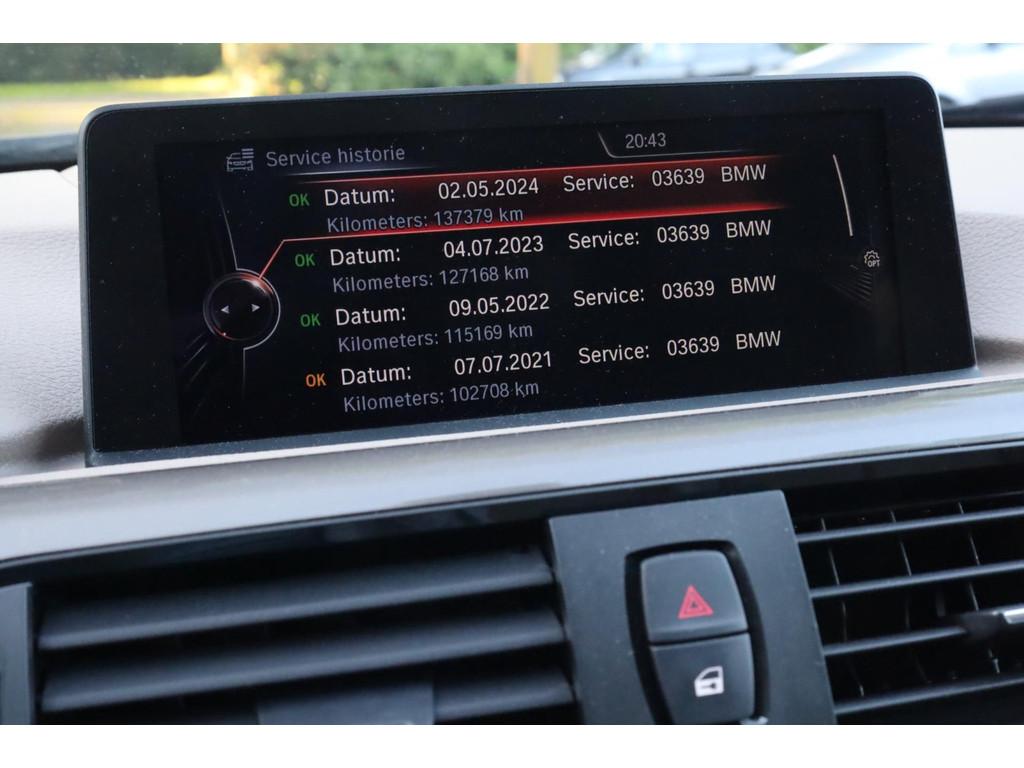 Service historie 20:43
OK Datum: 02.05.2024 Service: 03639 BMW
Kilometers: 137379 km
OK Datum: 04.07.2023 Service: 03639 BMW
Kilometers: 127168 km
OK Datum: 09.05.2022 Service: 03639 BMW
Kilometers: 115169 km
OK Datum: 07.07.2021 Service: 03639 BMW
Kilometers: 102708 km
OPT